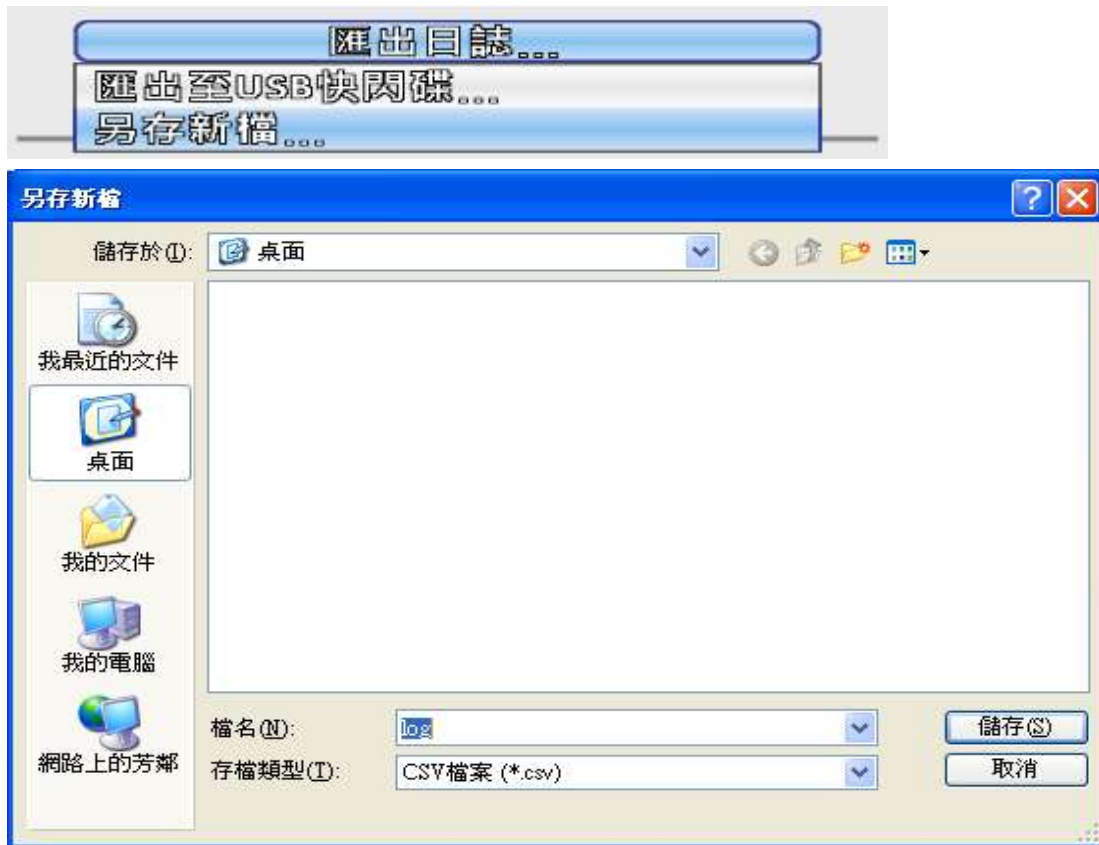 匯出日誌...
匯出至USB快閃碟...
另存新檔...
另存新檔
儲存於(I):
桌面
我最近的文件
桌面
我的文件
我的電腦
網路上的芳鄰
檔名(N):
log
儲存(S)
存檔類型(T):
CSV檔案 (*.csv)
取消